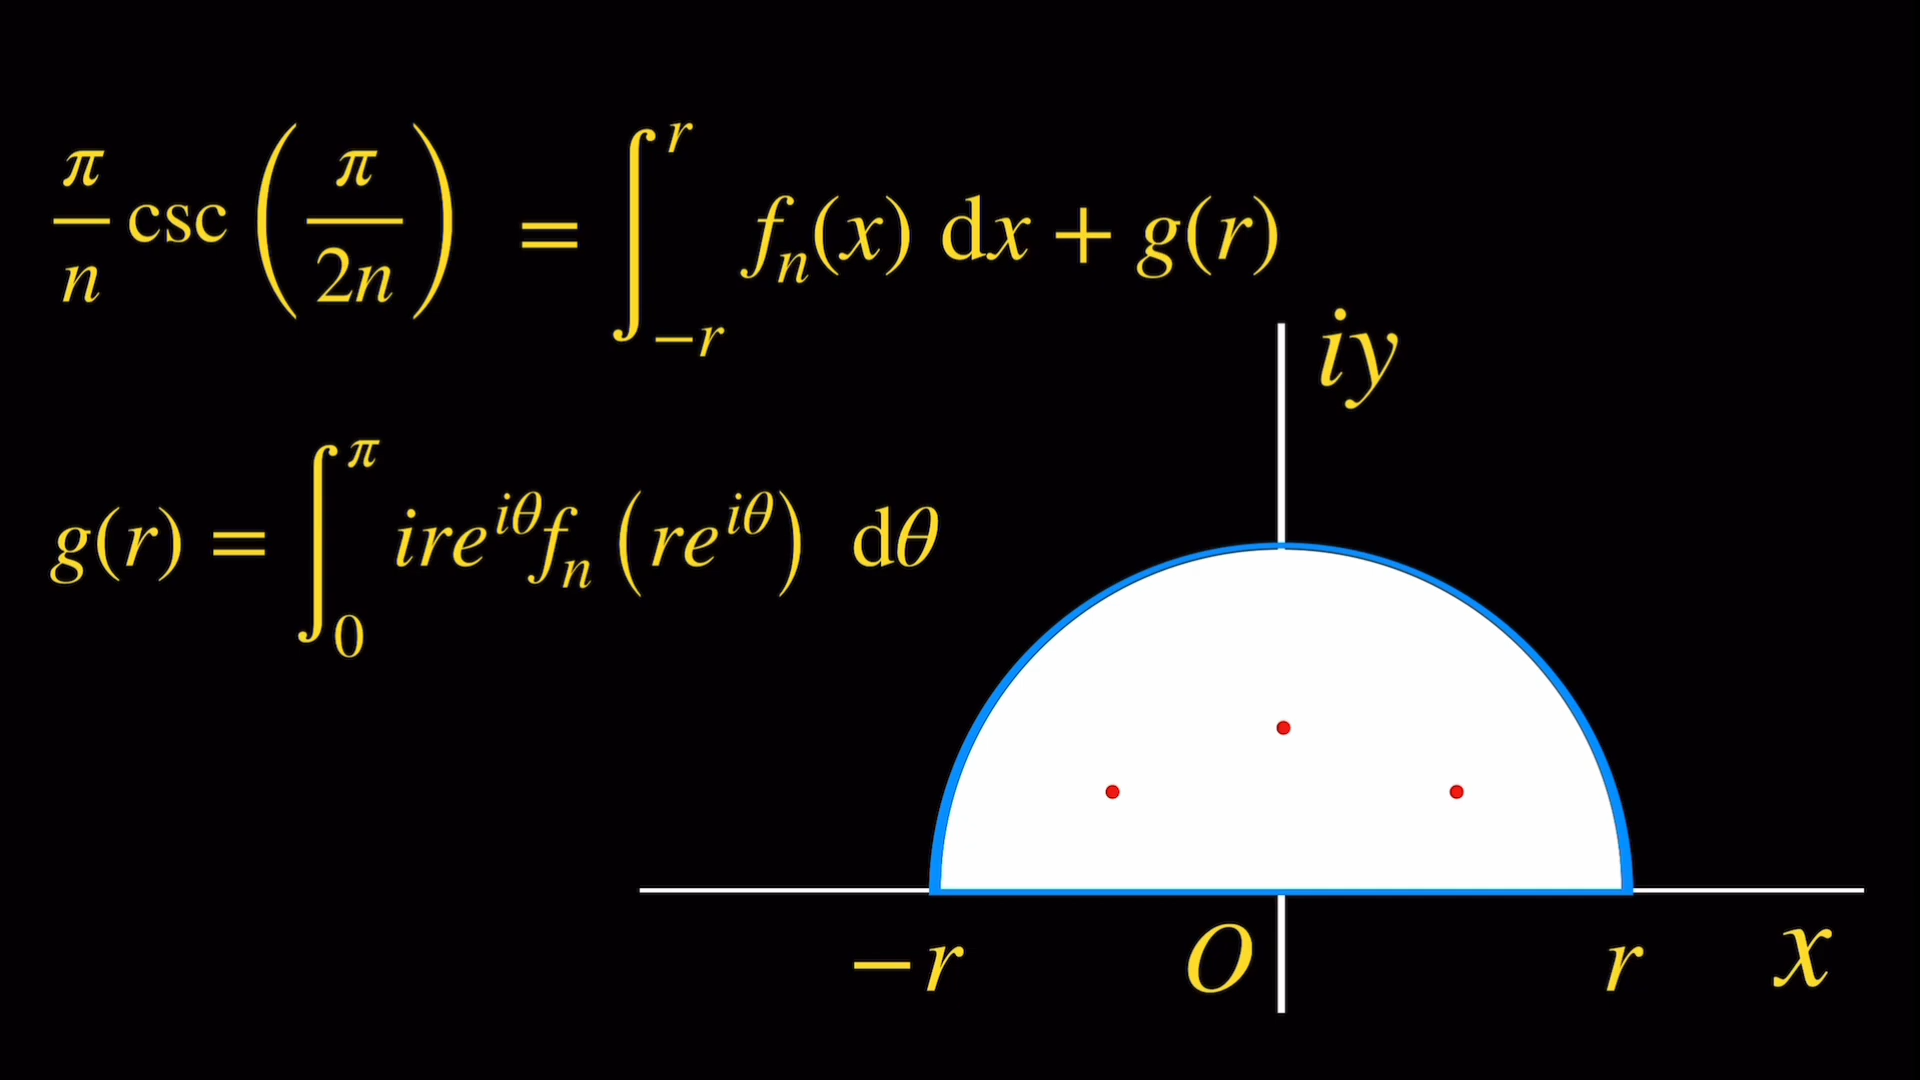 π/n csc(π/2n) = ∫_{-r}^{r} f_n(x) dx + g(r)
iy
g(r) = ∫_0^π ire^{iθ} f_n(re^{iθ}) dθ
−r O r x